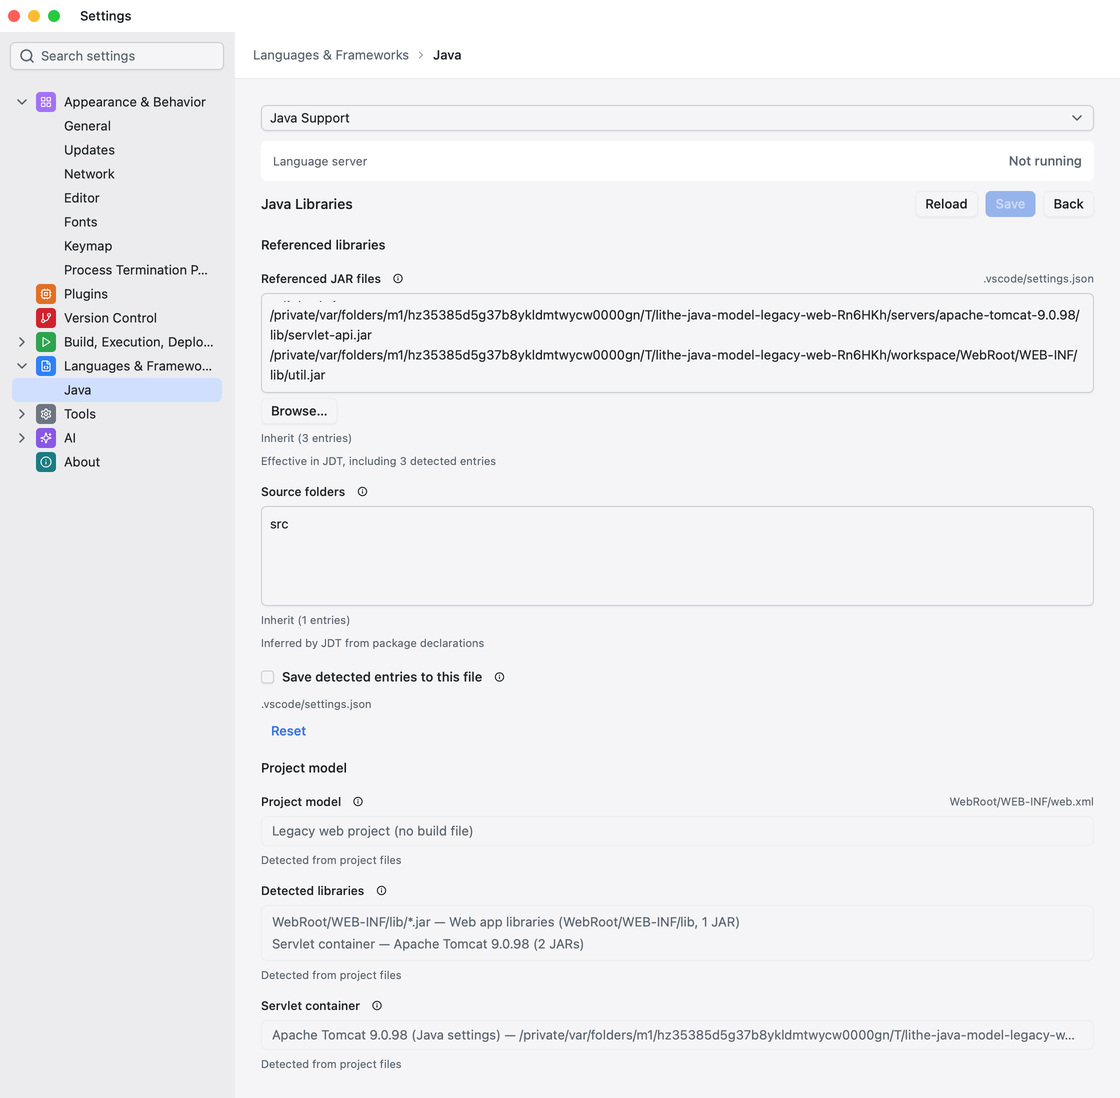 Settings
Search settings
Appearance & Behavior
General
Updates
Network
Editor
Fonts
Keymap
Process Termination P...
Plugins
Version Control
Build, Execution, Deplo...
Languages & Framewo...
Java
Tools
AI
About
Languages & Frameworks › Java
Java Support
Language server Not running
Java Libraries Reload Save Back
Referenced libraries
Referenced JAR files .vscode/settings.json
/private/var/folders/m1/hz35385d5g37b8ykldmtwycw0000gn/T/lithe-java-model-legacy-web-Rn6HKh/servers/apache-tomcat-9.0.98/
lib/servlet-api.jar
/private/var/folders/m1/hz35385d5g37b8ykldmtwycw0000gn/T/lithe-java-model-legacy-web-Rn6HKh/workspace/WebRoot/WEB-INF/
lib/util.jar
Browse...
Inherit (3 entries)
Effective in JDT, including 3 detected entries
Source folders
src
Inherit (1 entries)
Inferred by JDT from package declarations
Save detected entries to this file
.vscode/settings.json
Reset
Project model
Project model WebRoot/WEB-INF/web.xml
Legacy web project (no build file)
Detected from project files
Detected libraries
WebRoot/WEB-INF/lib/*.jar — Web app libraries (WebRoot/WEB-INF/lib, 1 JAR)
Servlet container — Apache Tomcat 9.0.98 (2 JARs)
Detected from project files
Servlet container
Apache Tomcat 9.0.98 (Java settings) — /private/var/folders/m1/hz35385d5g37b8ykldmtwycw0000gn/T/lithe-java-model-legacy-w...
Detected from project files